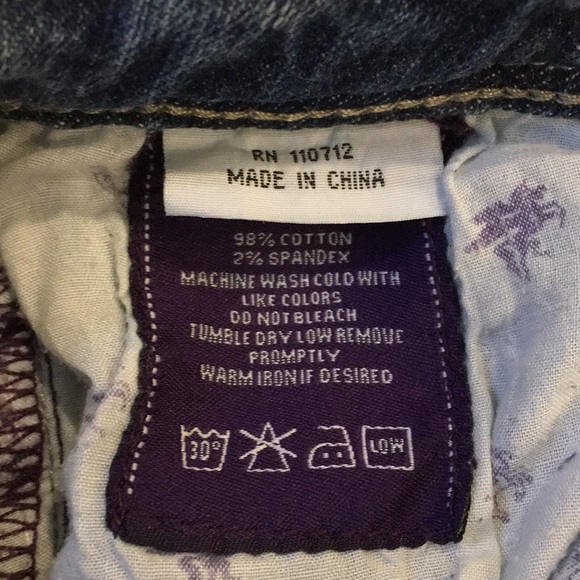 RN 110712
MADE IN CHINA
98% COTTON
2% SPANDEX
MACHINE WASH COLD WITH
LIKE COLORS
DO NOT BLEACH
TUMBLE DRY LOW REMOVE
PROMPTLY
WARM IRON IF DESIRED
30° LOW